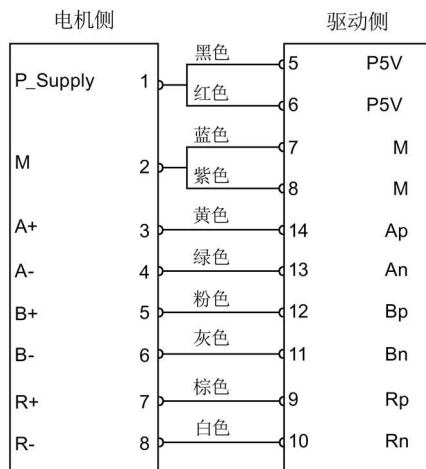 电机侧 驱动侧
黑色 5 P5V
P_Supply 1
红色 6 P5V
蓝色 7 M
M 2
紫色 8 M
A+ 3 黄色 14 Ap
A- 4 绿色 13 An
B+ 5 粉色 12 Bp
B- 6 灰色 11 Bn
R+ 7 棕色 9 Rp
R- 8 白色 10 Rn